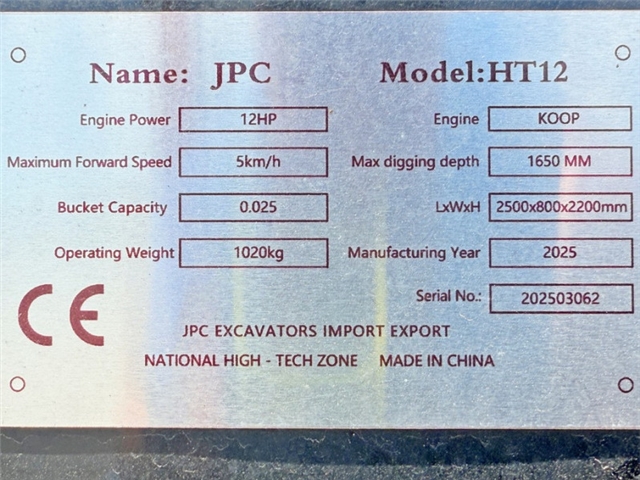 Name: JPC Model:HT12
Engine Power 12HP Engine KOOP
Maximum Forward Speed 5km/h Max digging depth 1650 MM
Bucket Capacity 0.025 LxWxH 2500x800x2200mm
Operating Weight 1020kg Manufacturing Year 2025
Serial No.: 202503062
CE
JPC EXCAVATORS IMPORT EXPORT
NATIONAL HIGH - TECH ZONE MADE IN CHINA